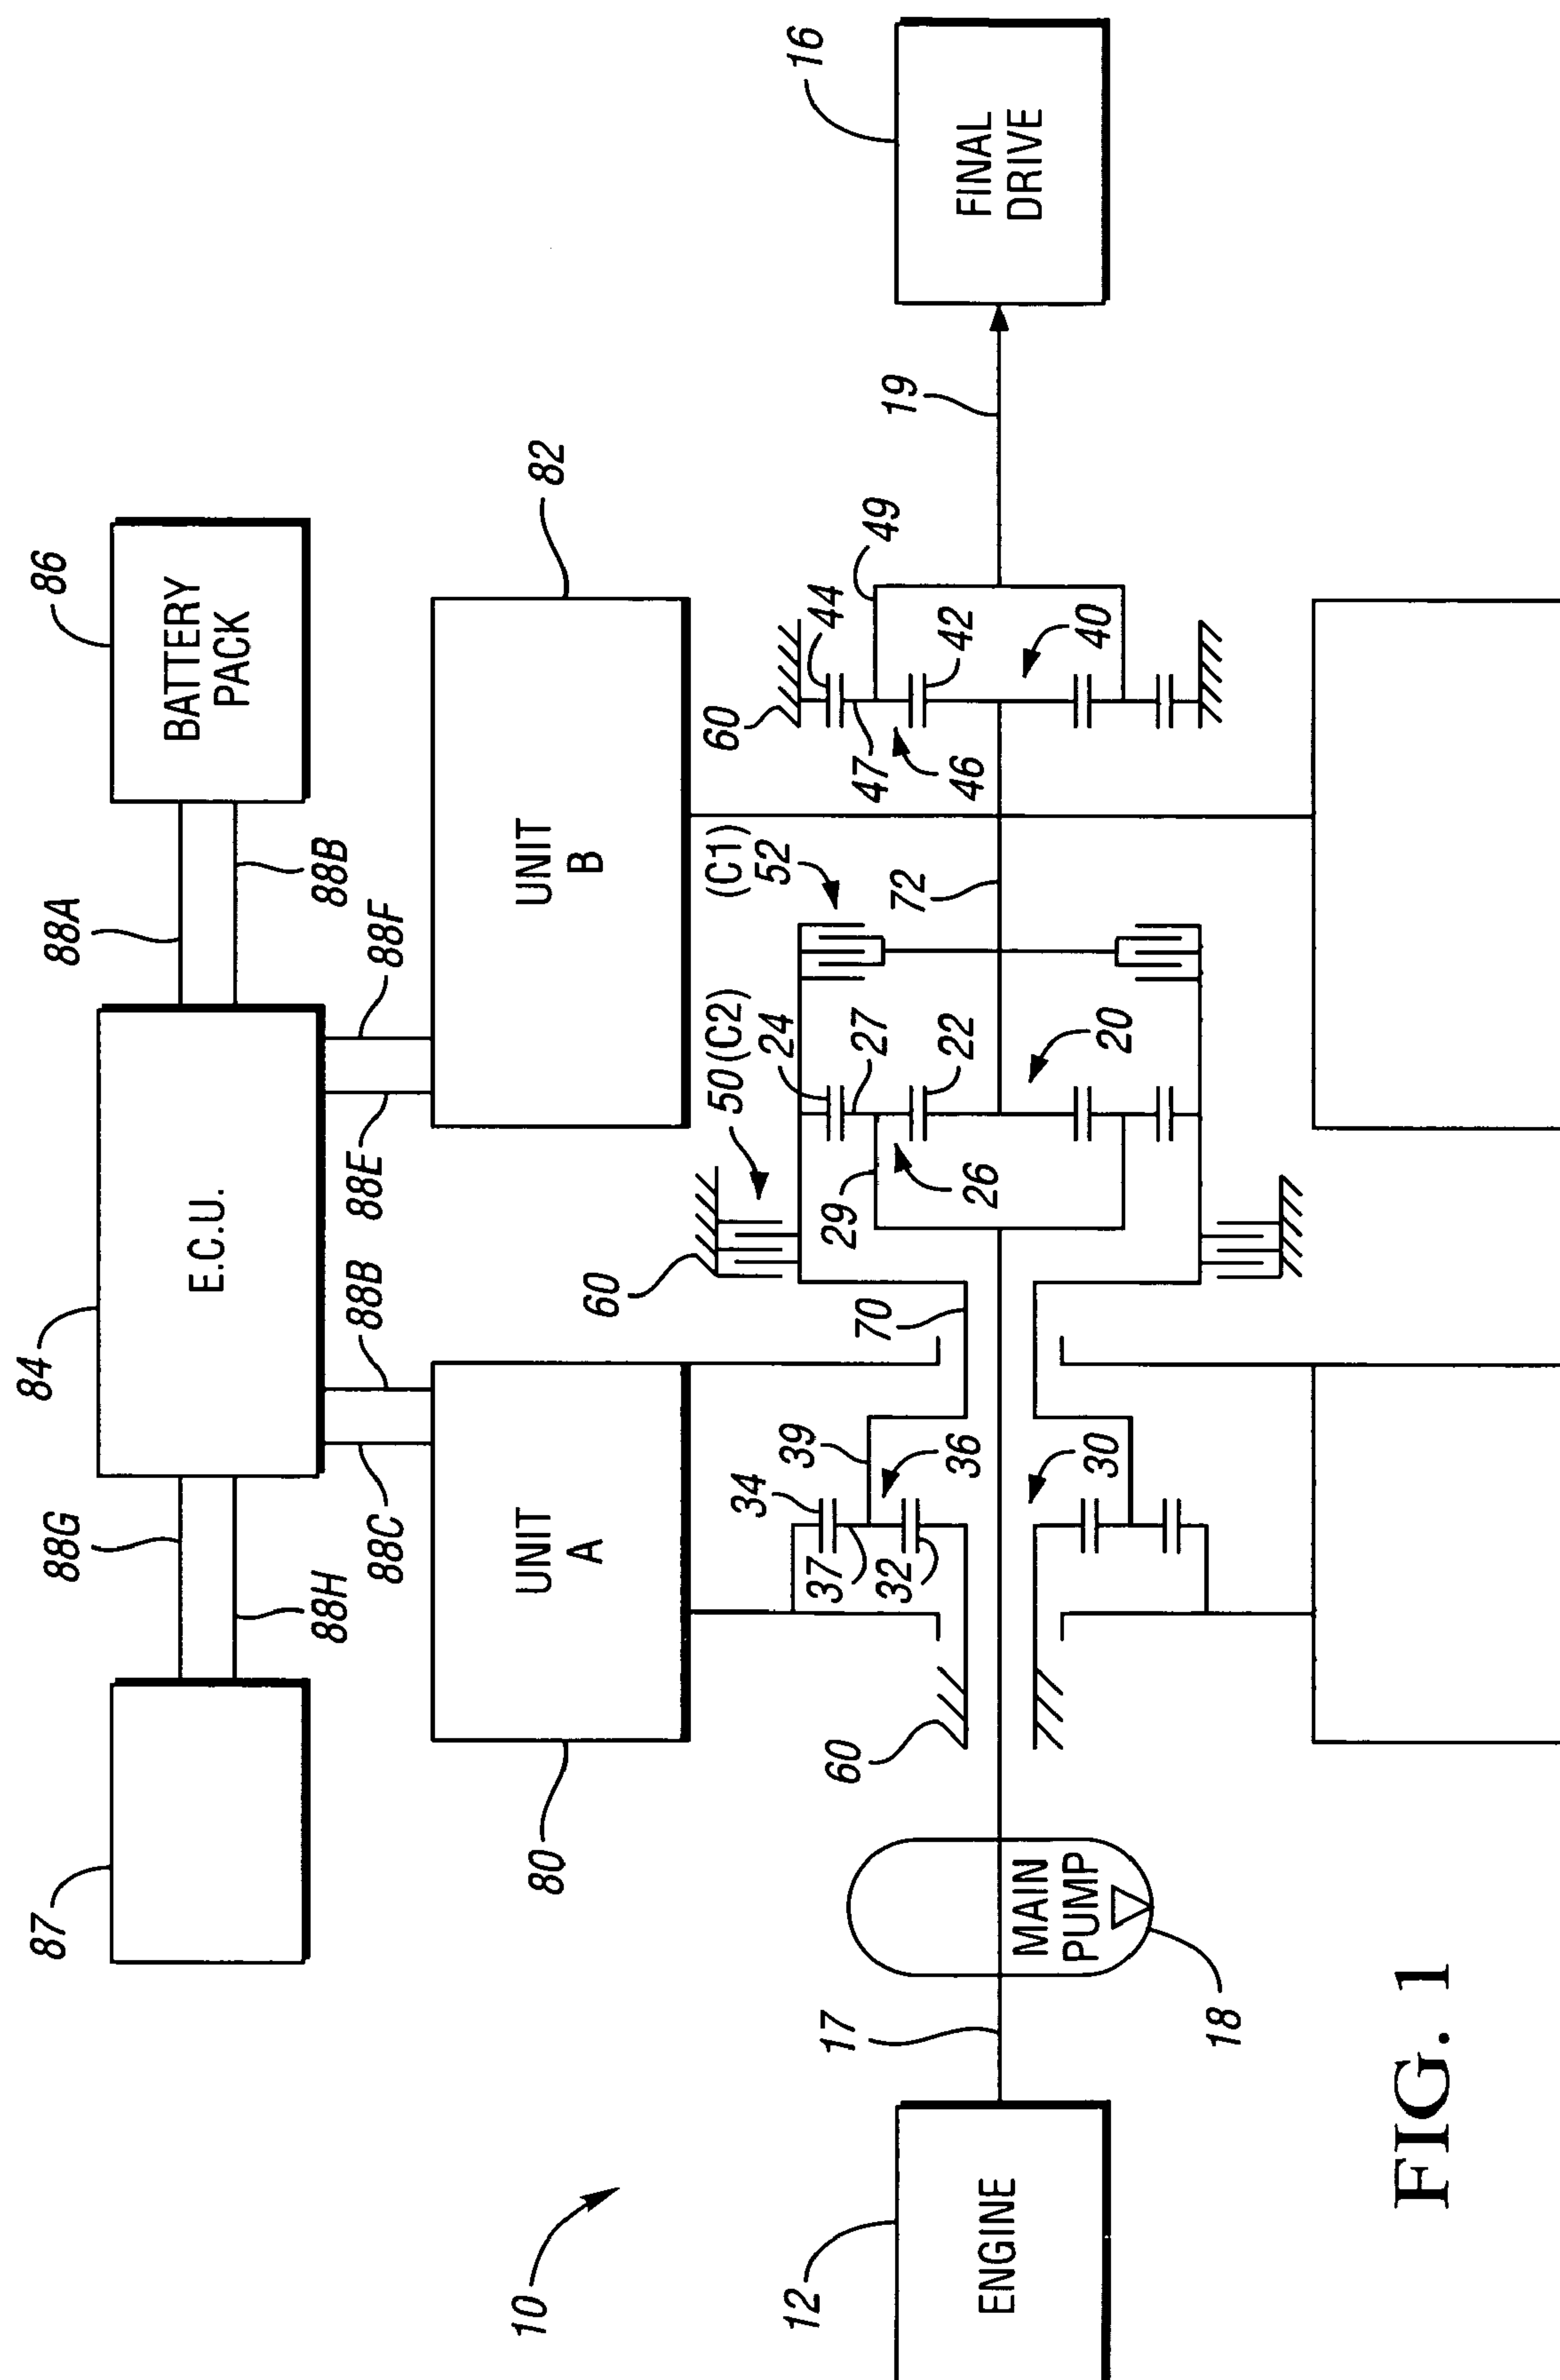 87
88G
88H
84
E.C.U.
88A
88B
86
BATTERY
PACK
88C
88B
88E
88F
80
UNIT
A
82
UNIT
B
10
12
ENGINE
17
18
MAIN
PUMP
60
34
39
36
37
32
30
70
60
50(C2)
24
27
22
29
26
20
(C1)
52
72
60
44
47
46
42
49
40
19
16
FINAL
DRIVE
FIG. 1